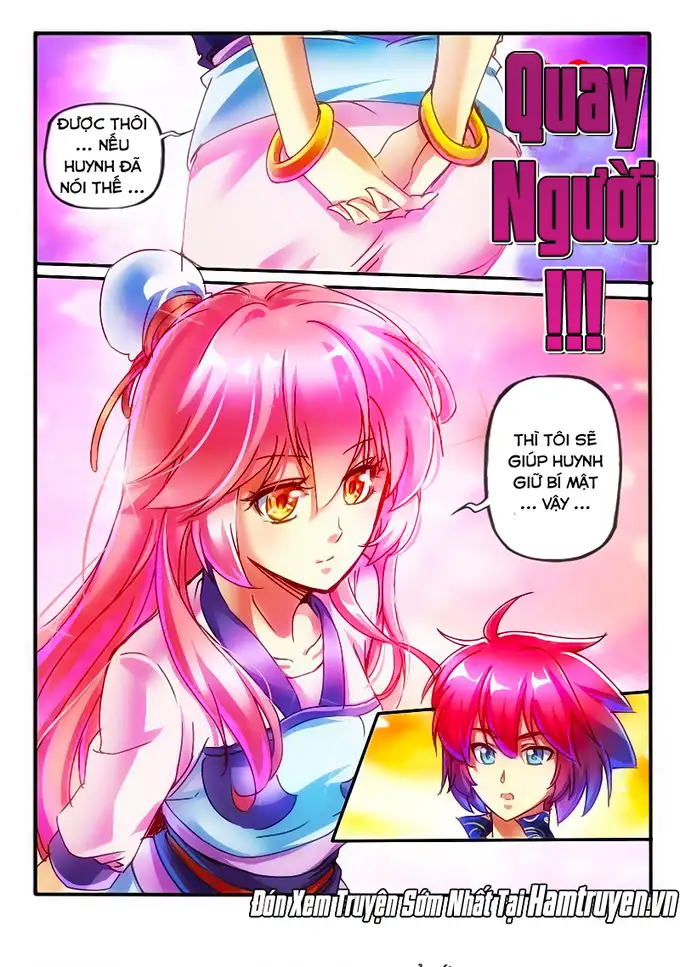 ĐƯỢC THÔI
... NẾU
HUYNH ĐÃ
NÓI THẾ ...
Quay
Người
!!!
THÌ TÔI SẼ
GIÚP HUYNH
GIỮ BÍ MẬT
... VẬY ...
Đón Xem Truyện Sớm Nhất Tại Hamtruyen.vn